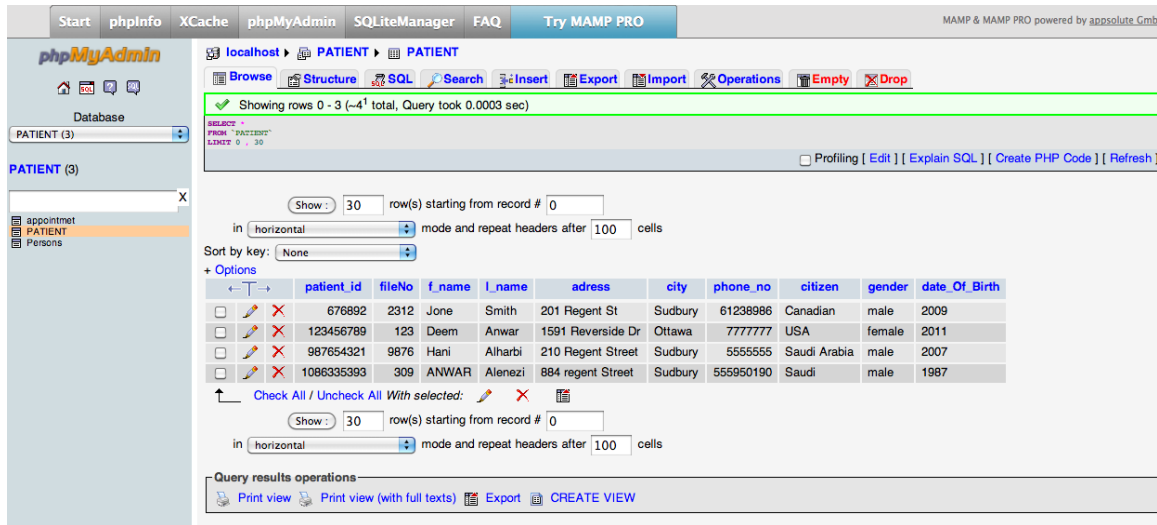 Start phpInfo XCache phpMyAdmin SQLiteManager FAQ Try MAMP PRO MAMP & MAMP PRO powered by appsolute Gmb
phpMyAdmin
Database
PATIENT (3)
PATIENT (3)
X
appointmet
PATIENT
Persons
localhost PATIENT PATIENT
Browse Structure SQL Search Insert Export Import Operations Empty Drop
Showing rows 0 - 3 (~4¹ total, Query took 0.0003 sec)
SELECT *
FROM `PATIENT`
LIMIT 0 , 30
Profiling [ Edit ] [ Explain SQL ] [ Create PHP Code ] [ Refresh ]
Show : 30 row(s) starting from record # 0
in horizontal mode and repeat headers after 100 cells
Sort by key: None
+ Options
patient_id fileNo f_name l_name adress city phone_no citizen gender date_Of_Birth
676892 2312 Jone Smith 201 Regent St Sudbury 61238986 Canadian male 2009
123456789 123 Deem Anwar 1591 Reverside Dr Ottawa 7777777 USA female 2011
987654321 9876 Hani Alharbi 210 Regent Street Sudbury 5555555 Saudi Arabia male 2007
1086335393 309 ANWAR Alenezi 884 regent Street Sudbury 555950190 Saudi male 1987
Check All / Uncheck All With selected:
Show : 30 row(s) starting from record # 0
in horizontal mode and repeat headers after 100 cells
Query results operations
Print view Print view (with full texts) Export CREATE VIEW